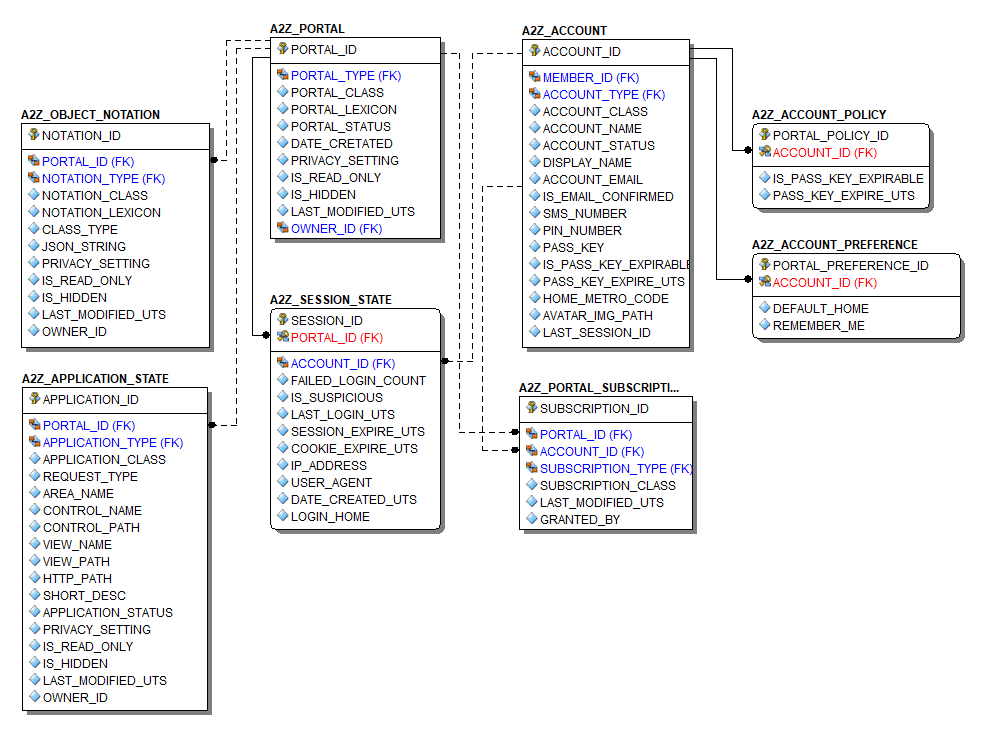 A2Z_OBJECT_NOTATION
NOTATION_ID
PORTAL_ID (FK)
NOTATION_TYPE (FK)
NOTATION_CLASS
NOTATION_LEXICON
CLASS_TYPE
JSON_STRING
PRIVACY_SETTING
IS_READ_ONLY
IS_HIDDEN
LAST_MODIFIED_UTS
OWNER_ID
A2Z_APPLICATION_STATE
APPLICATION_ID
PORTAL_ID (FK)
APPLICATION_TYPE (FK)
APPLICATION_CLASS
REQUEST_TYPE
AREA_NAME
CONTROL_NAME
CONTROL_PATH
VIEW_NAME
VIEW_PATH
HTTP_PATH
SHORT_DESC
APPLICATION_STATUS
PRIVACY_SETTING
IS_READ_ONLY
IS_HIDDEN
LAST_MODIFIED_UTS
OWNER_ID
A2Z_PORTAL
PORTAL_ID
PORTAL_TYPE (FK)
PORTAL_CLASS
PORTAL_LEXICON
PORTAL_STATUS
DATE_CRETATED
PRIVACY_SETTING
IS_READ_ONLY
IS_HIDDEN
LAST_MODIFIED_UTS
OWNER_ID (FK)
A2Z_SESSION_STATE
SESSION_ID
PORTAL_ID (FK)
ACCOUNT_ID (FK)
FAILED_LOGIN_COUNT
IS_SUSPICIOUS
LAST_LOGIN_UTS
SESSION_EXPIRE_UTS
COOKIE_EXPIRE_UTS
IP_ADDRESS
USER_AGENT
DATE_CREATED_UTS
LOGIN_HOME
A2Z_ACCOUNT
ACCOUNT_ID
MEMBER_ID (FK)
ACCOUNT_TYPE (FK)
ACCOUNT_CLASS
ACCOUNT_NAME
ACCOUNT_STATUS
DISPLAY_NAME
ACCOUNT_EMAIL
IS_EMAIL_CONFIRMED
SMS_NUMBER
PIN_NUMBER
PASS_KEY
IS_PASS_KEY_EXPIRABLE
PASS_KEY_EXPIRE_UTS
HOME_METRO_CODE
AVATAR_IMG_PATH
LAST_SESSION_ID
A2Z_PORTAL_SUBSCRIPTI...
SUBSCRIPTION_ID
PORTAL_ID (FK)
ACCOUNT_ID (FK)
SUBSCRIPTION_TYPE (FK)
SUBSCRIPTION_CLASS
LAST_MODIFIED_UTS
GRANTED_BY
A2Z_ACCOUNT_POLICY
PORTAL_POLICY_ID
ACCOUNT_ID (FK)
IS_PASS_KEY_EXPIRABLE
PASS_KEY_EXPIRE_UTS
A2Z_ACCOUNT_PREFERENCE
PORTAL_PREFERENCE_ID
ACCOUNT_ID (FK)
DEFAULT_HOME
REMEMBER_ME